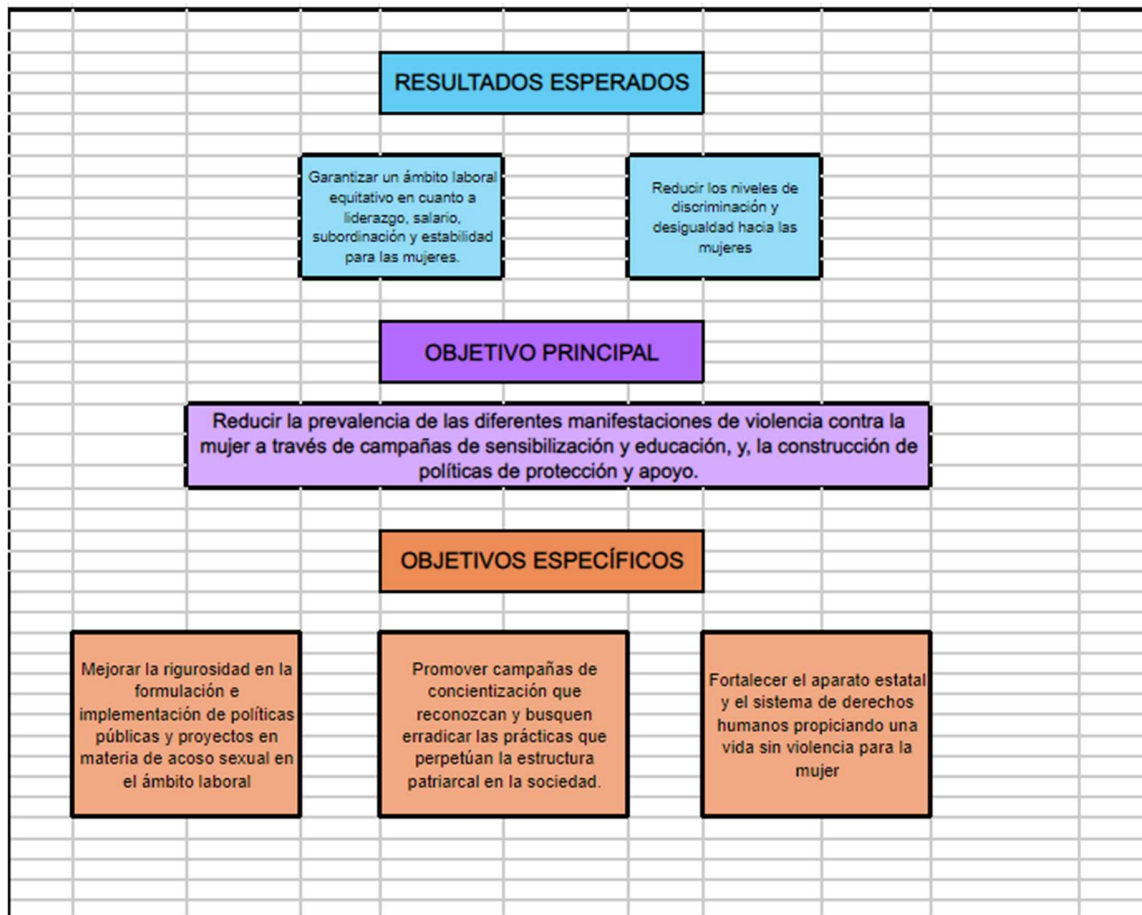 RESULTADOS ESPERADOS
Garantizar un ámbito laboral
equitativo en cuanto a
liderazgo, salario,
subordinación y estabilidad
para las mujeres.
Reducir los niveles de
discriminación y
desigualdad hacia las
mujeres
OBJETIVO PRINCIPAL
Reducir la prevalencia de las diferentes manifestaciones de violencia contra la
mujer a través de campañas de sensibilización y educación, y, la construcción de
políticas de protección y apoyo.
OBJETIVOS ESPECÍFICOS
Mejorar la rigurosidad en la
formulación e
implementación de políticas
públicas y proyectos en
materia de acoso sexual en
el ámbito laboral
Promover campañas de
concientización que
reconozcan y busquen
erradicar las prácticas que
perpetúan la estructura
patriarcal en la sociedad.
Fortalecer el aparato estatal
y el sistema de derechos
humanos propiciando una
vida sin violencia para la
mujer